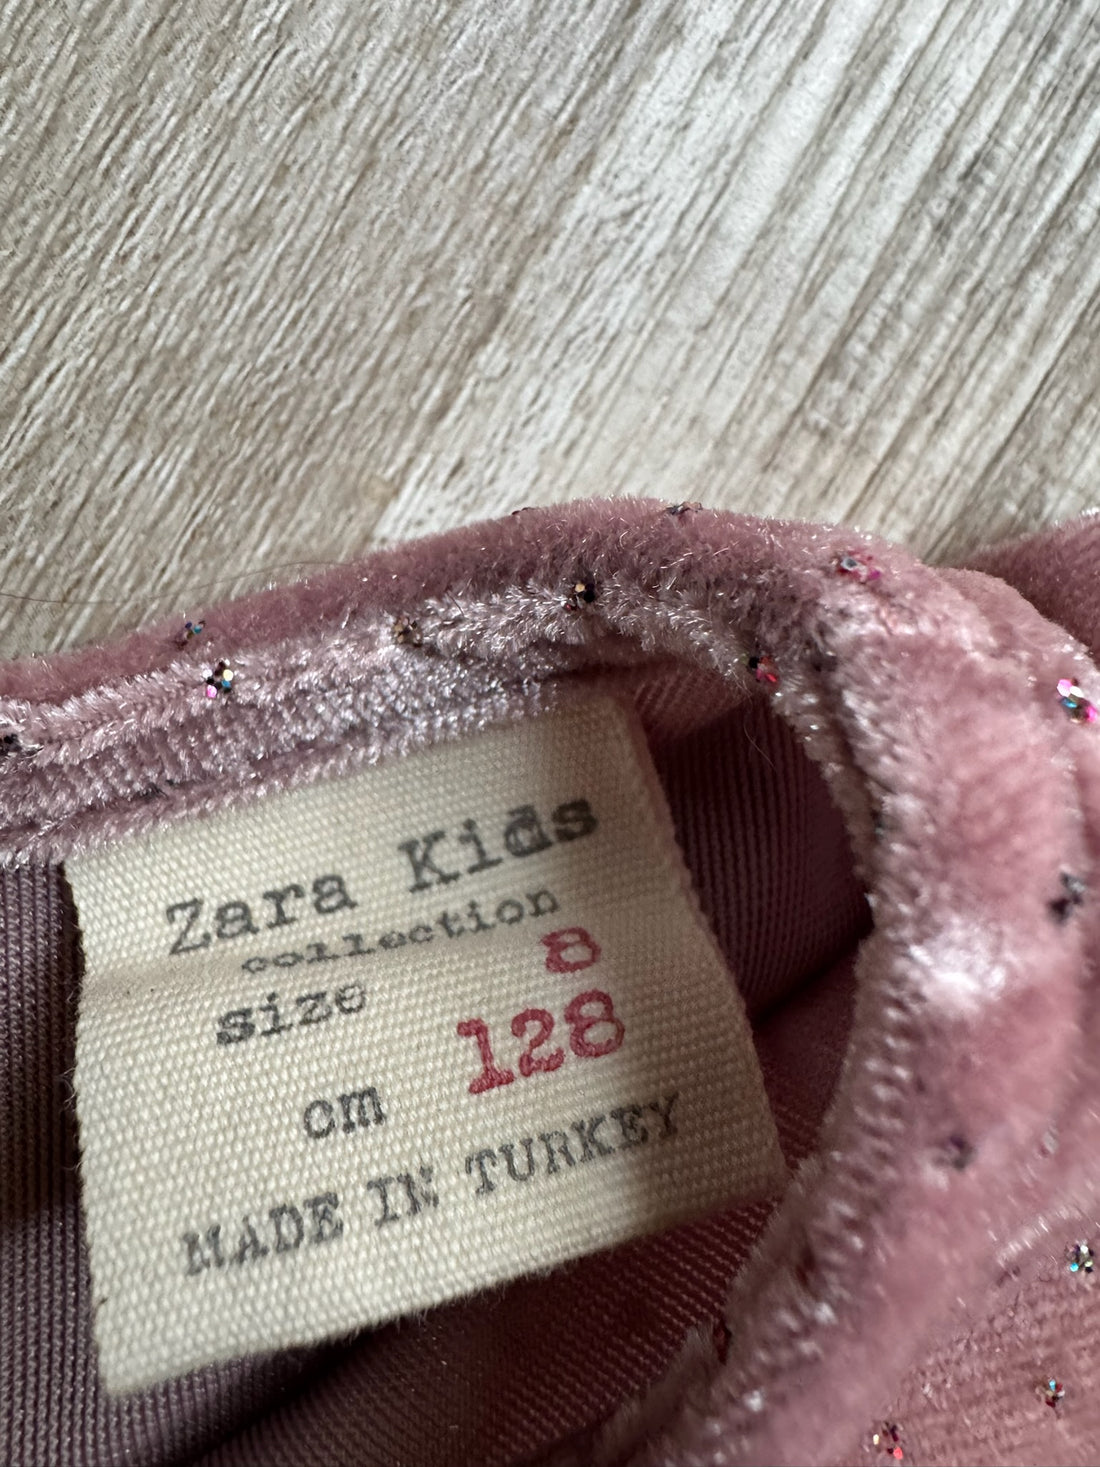 Zara Kids
collection
size 8
cm 128
MADE IN TURKEY